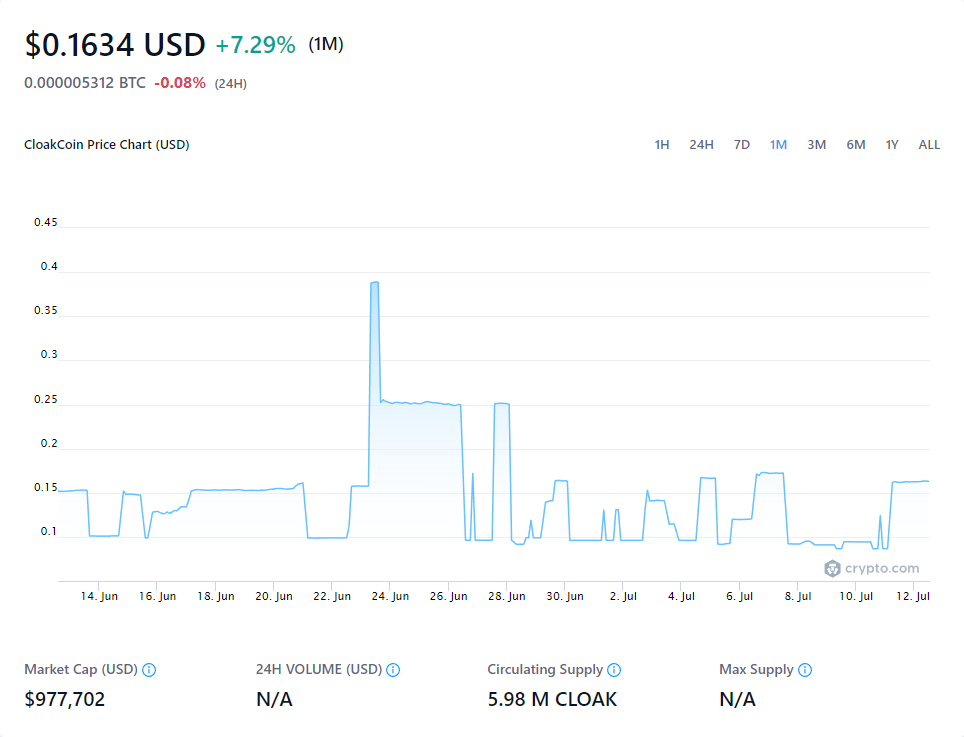 $0.1634 USD +7.29% (1M)
0.000005312 BTC -0.08% (24H)
CloakCoin Price Chart (USD) 1H 24H 7D 1M 3M 6M 1Y ALL
0.45
0.4
0.35
0.3
0.25
0.2
0.15
0.1
crypto.com
14. Jun 16. Jun 18. Jun 20. Jun 22. Jun 24. Jun 26. Jun 28. Jun 30. Jun 2. Jul 4. Jul 6. Jul 8. Jul 10. Jul 12. Jul
Market Cap (USD) 24H VOLUME (USD) Circulating Supply Max Supply
$977,702 N/A 5.98 M CLOAK N/A